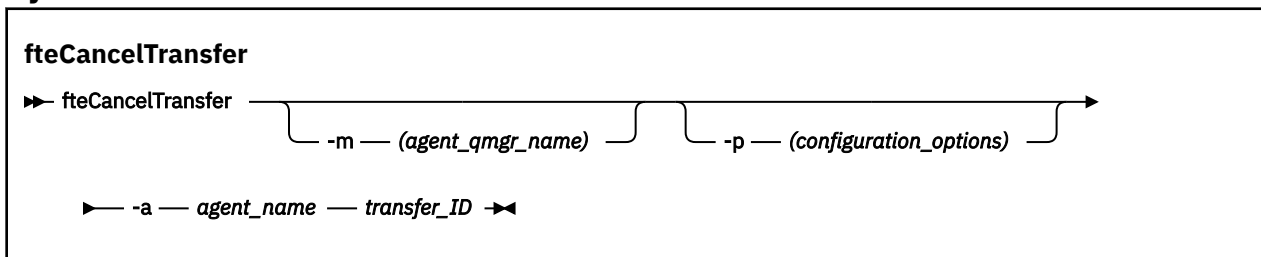 fteCancelTransfer
fteCancelTransfer
-m (agent_qmgr_name) -p (configuration_options)
-a agent_name transfer_ID